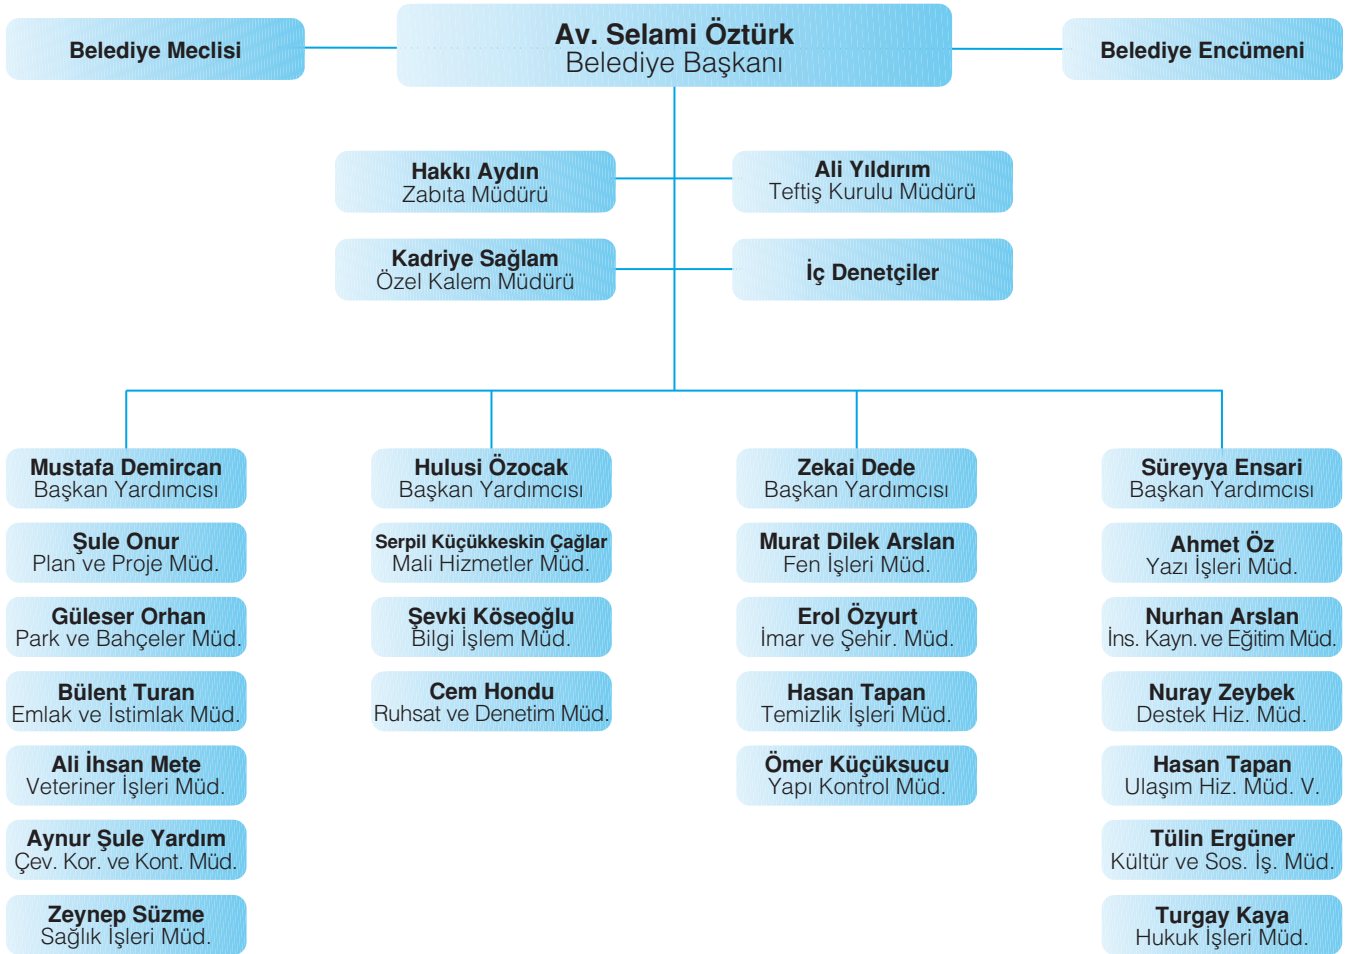 Belediye Meclisi
Av. Selami Öztürk
Belediye Başkanı
Belediye Encümeni
Hakkı Aydın
Zabıta Müdürü
Ali Yıldırım
Teftiş Kurulu Müdürü
Kadriye Sağlam
Özel Kalem Müdürü
İç Denetçiler
Mustafa Demircan
Başkan Yardımcısı
Şule Onur
Plan ve Proje Müd.
Güleser Orhan
Park ve Bahçeler Müd.
Bülent Turan
Emlak ve İstimlak Müd.
Ali İhsan Mete
Veteriner İşleri Müd.
Aynur Şule Yardım
Çev. Kor. ve Kont. Müd.
Zeynep Süzme
Sağlık İşleri Müd.
Hulusi Özocak
Başkan Yardımcısı
Serpil Küçükkeskin Çağlar
Mali Hizmetler Müd.
Şevki Köseoğlu
Bilgi İşlem Müd.
Cem Hondu
Ruhsat ve Denetim Müd.
Zekai Dede
Başkan Yardımcısı
Murat Dilek Arslan
Fen İşleri Müd.
Erol Özyurt
İmar ve Şehir. Müd.
Hasan Tapan
Temizlik İşleri Müd.
Ömer Küçüksucu
Yapı Kontrol Müd.
Süreyya Ensari
Başkan Yardımcısı
Ahmet Öz
Yazı İşleri Müd.
Nurhan Arslan
İns. Kayn. ve Eğitim Müd.
Nuray Zeybek
Destek Hiz. Müd.
Hasan Tapan
Ulaşım Hiz. Müd. V.
Tülin Ergüner
Kültür ve Sos. İş. Müd.
Turgay Kaya
Hukuk İşleri Müd.